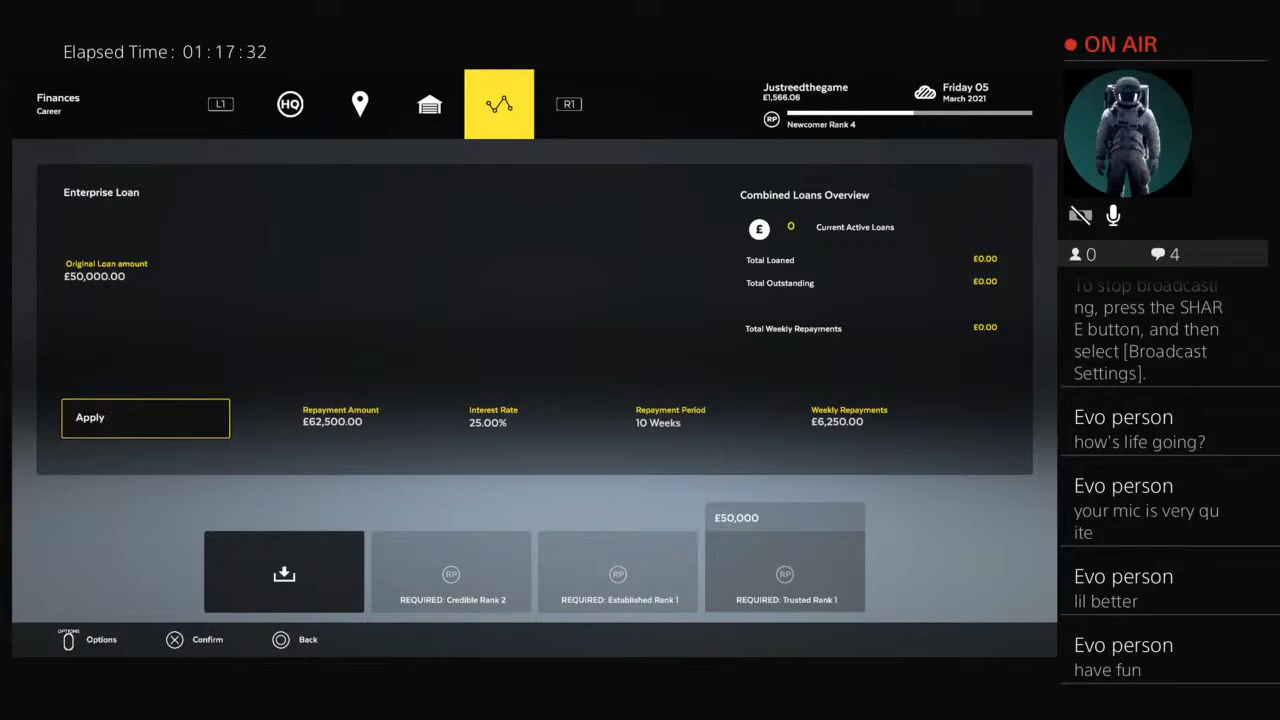 Elapsed Time: 01:17:32
ON AIR
Finances
Career
L1
HQ
R1
Justreedthegame
£1,566.06
Friday 05
March 2021
RP
Newcomer Rank 4
Enterprise Loan
Original Loan amount
£50,000.00
Combined Loans Overview
£
0
Current Active Loans
Total Loaned
£0.00
Total Outstanding
£0.00
Total Weekly Repayments
£0.00
Apply
Repayment Amount
£62,500.00
Interest Rate
25.00%
Repayment Period
10 Weeks
Weekly Repayments
£6,250.00
RP
REQUIRED: Credible Rank 2
RP
REQUIRED: Established Rank 1
£50,000
RP
REQUIRED: Trusted Rank 1
OPTIONS
Options
Confirm
Back
0
4
To stop broadcasti
ng, press the SHAR
E button, and then
select [Broadcast
Settings].
Evo person
how's life going?
Evo person
your mic is very qu
ite
Evo person
lil better
Evo person
have fun